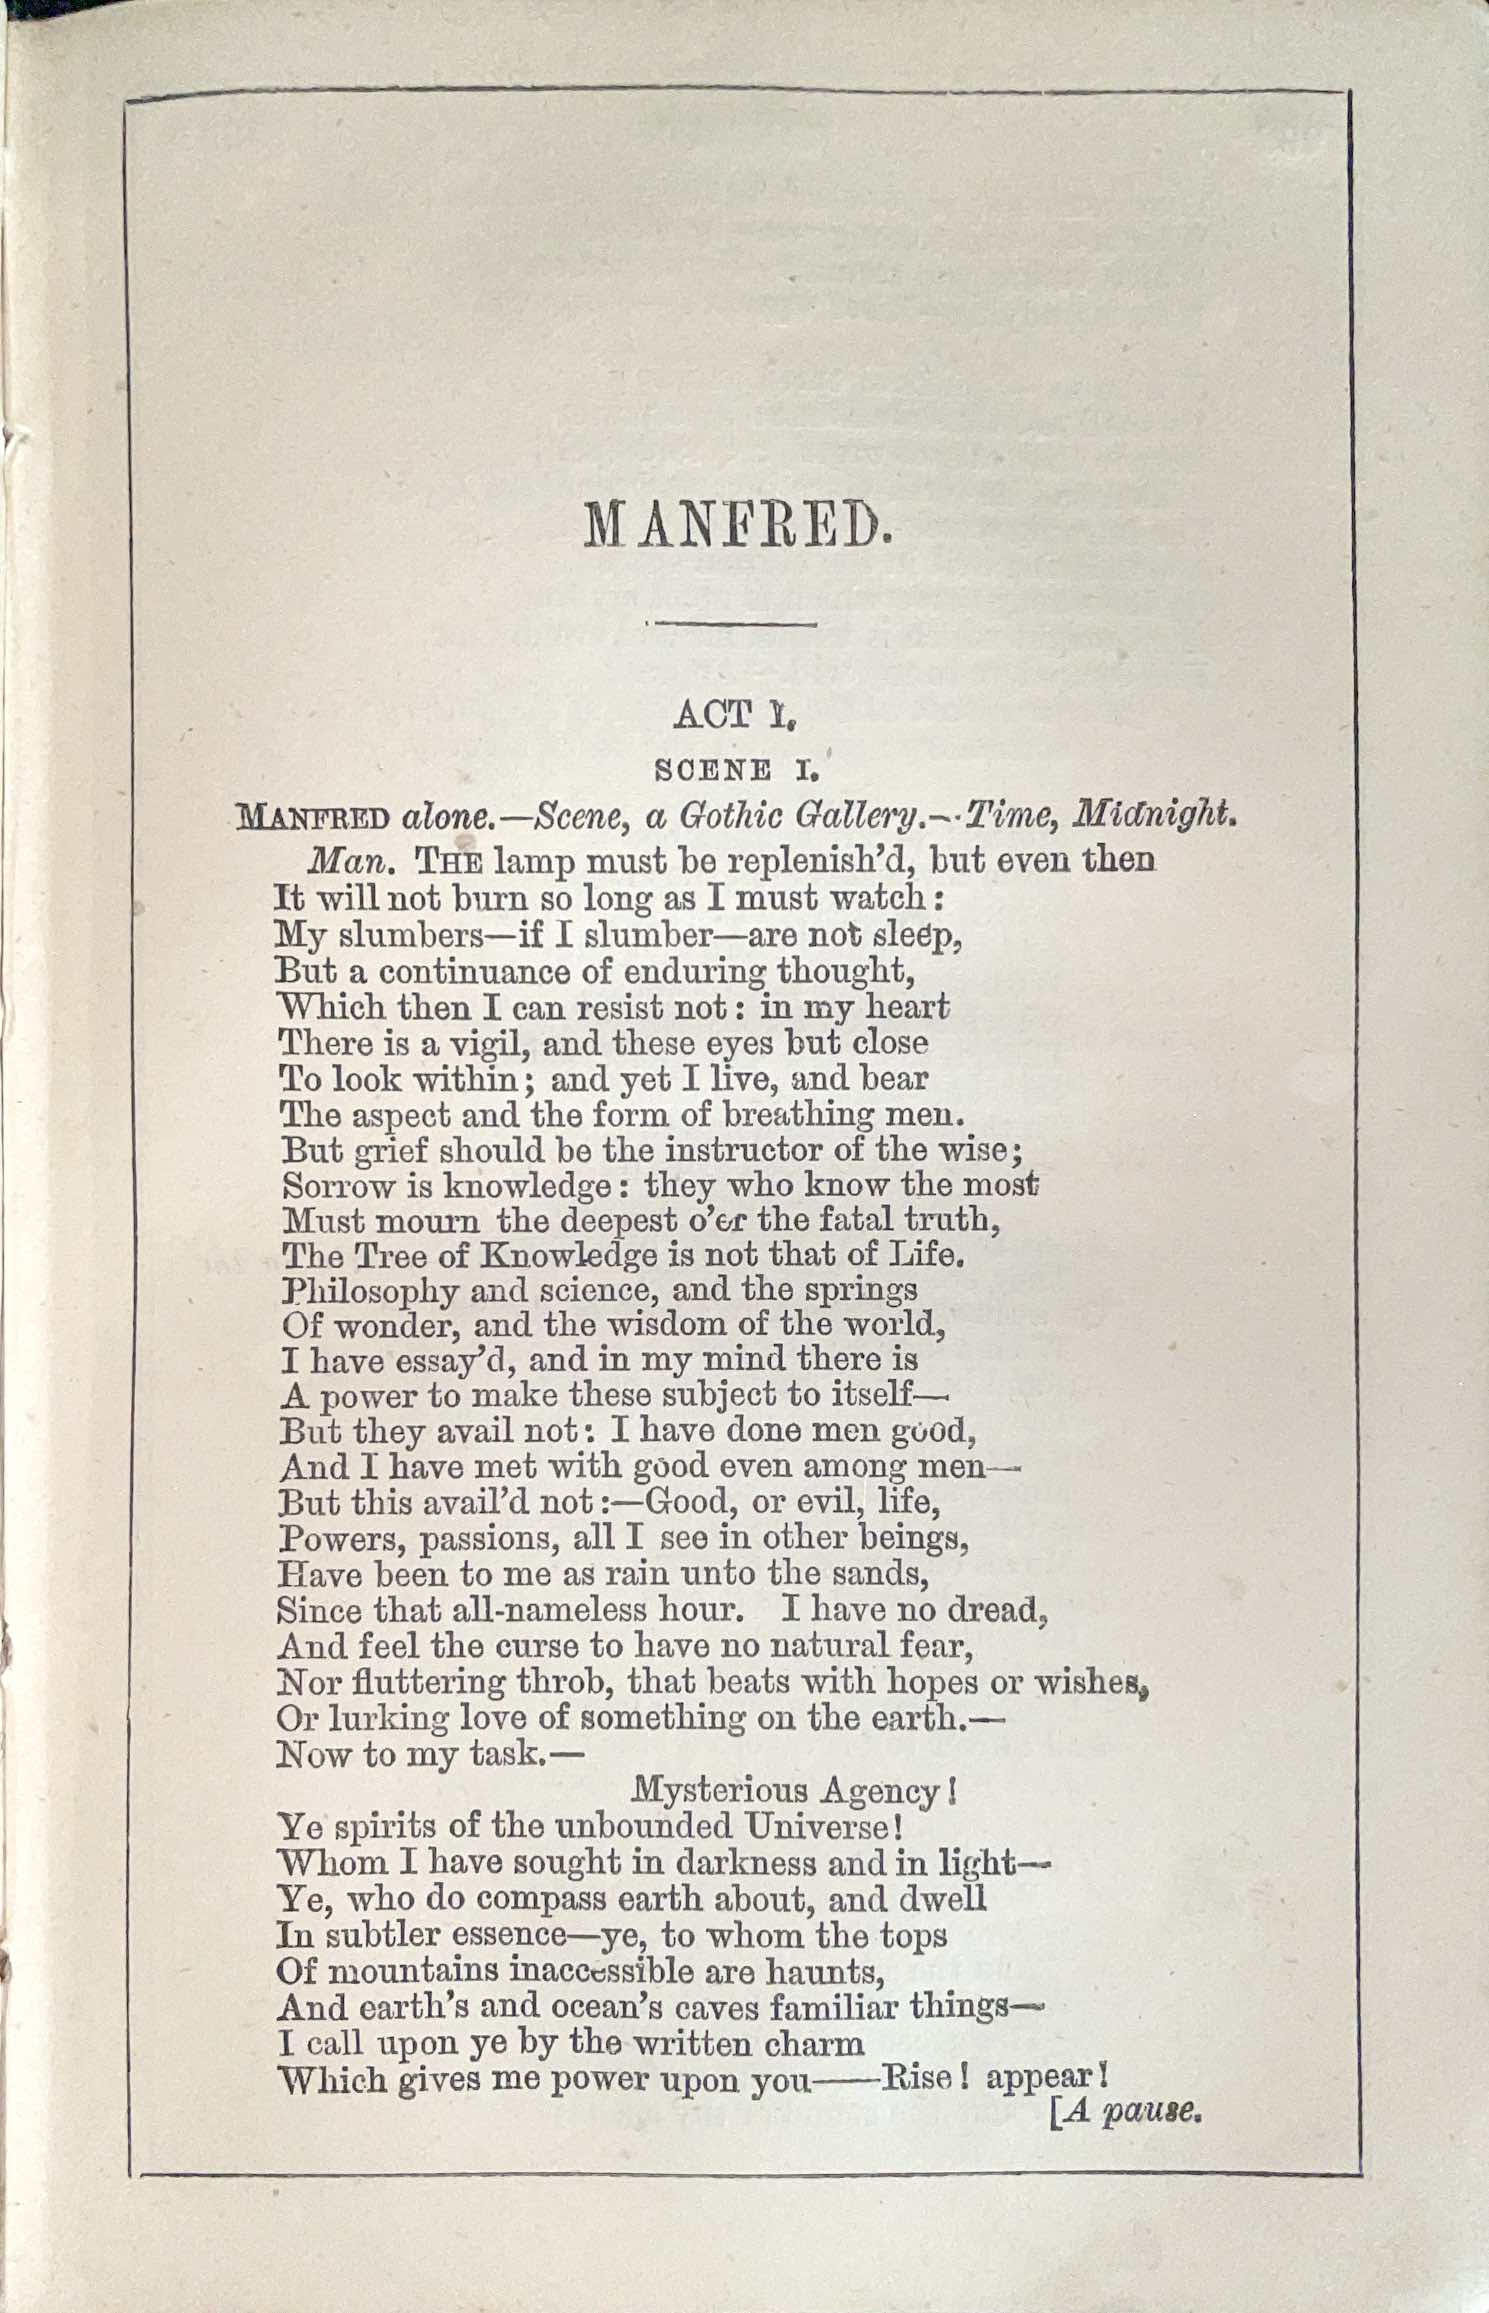 MANFRED.
ACT I.
SCENE I.
MANFRED alone.—Scene, a Gothic Gallery.—Time, Midnight.
Man. THE lamp must be replenish'd, but even then
It will not burn so long as I must watch:
My slumbers—if I slumber—are not sleep,
But a continuance of enduring thought,
Which then I can resist not: in my heart
There is a vigil, and these eyes but close
To look within; and yet I live, and bear
The aspect and the form of breathing men.
But grief should be the instructor of the wise;
Sorrow is knowledge: they who know the most
Must mourn the deepest o'er the fatal truth,
The Tree of Knowledge is not that of Life.
Philosophy and science, and the springs
Of wonder, and the wisdom of the world,
I have essay'd, and in my mind there is
A power to make these subject to itself—
But they avail not: I have done men good,
And I have met with good even among men—
But this avail'd not:—Good, or evil, life,
Powers, passions, all I see in other beings,
Have been to me as rain unto the sands,
Since that all-nameless hour. I have no dread,
And feel the curse to have no natural fear,
Nor fluttering throb, that beats with hopes or wishes,
Or lurking love of something on the earth.—
Now to my task.—
Mysterious Agency!
Ye spirits of the unbounded Universe!
Whom I have sought in darkness and in light—
Ye, who do compass earth about, and dwell
In subtler essence—ye, to whom the tops
Of mountains inaccessible are haunts,
And earth's and ocean's caves familiar things—
I call upon ye by the written charm
Which gives me power upon you——Rise! appear!
[A pause.